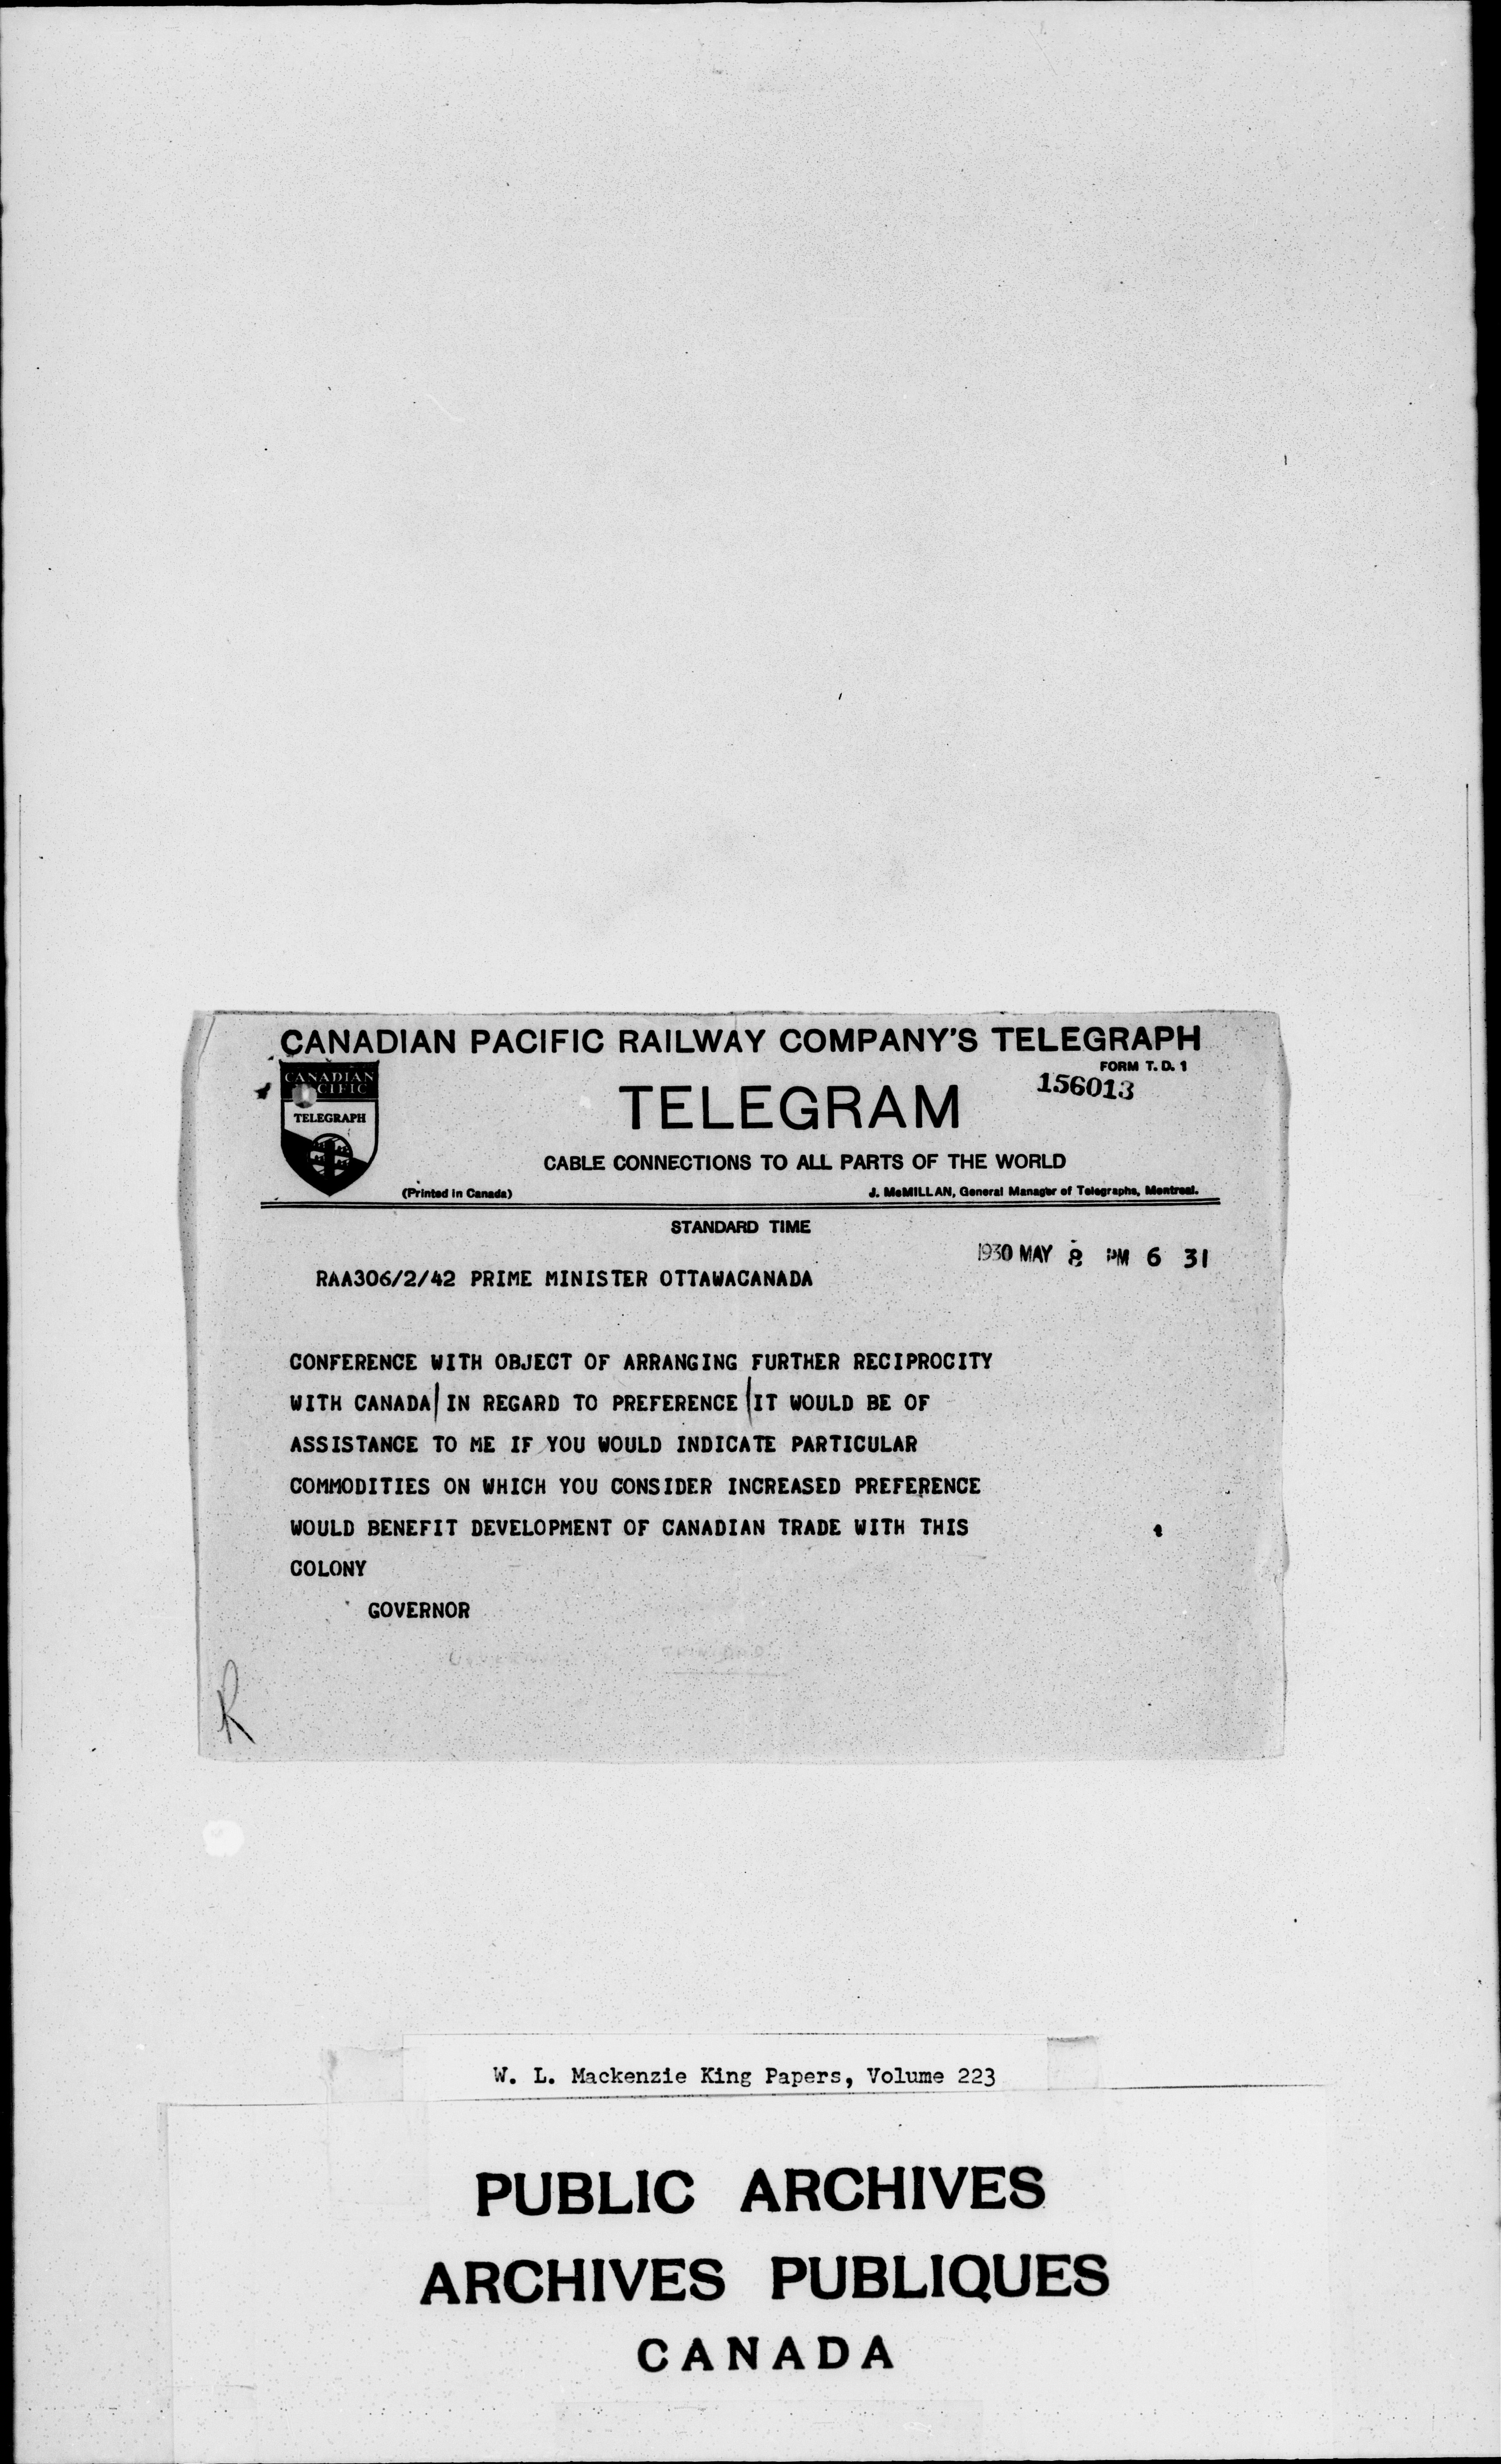 CANADIAN PACIFIC RAILWAY COMPANY'S TELEGRAPH
FORM T. D. 1
156013
CANADIAN
CIFIC
TELEGRAPH
TELEGRAM
CABLE CONNECTIONS TO ALL PARTS OF THE WORLD
(Printed in Canada)
J. McMILLAN, General Manager of Telegraphs, Montreal.
STANDARD TIME
1930 MAY 8 PM 6 31
RAA306/2/42 PRIME MINISTER OTTAWACANADA
CONFERENCE WITH OBJECT OF ARRANGING FURTHER RECIPROCITY
WITH CANADA IN REGARD TO PREFERENCE IT WOULD BE OF
ASSISTANCE TO ME IF YOU WOULD INDICATE PARTICULAR
COMMODITIES ON WHICH YOU CONSIDER INCREASED PREFERENCE
WOULD BENEFIT DEVELOPMENT OF CANADIAN TRADE WITH THIS
COLONY
GOVERNOR
R
W. L. Mackenzie King Papers, Volume 223
PUBLIC ARCHIVES
ARCHIVES PUBLIQUES
CANADA